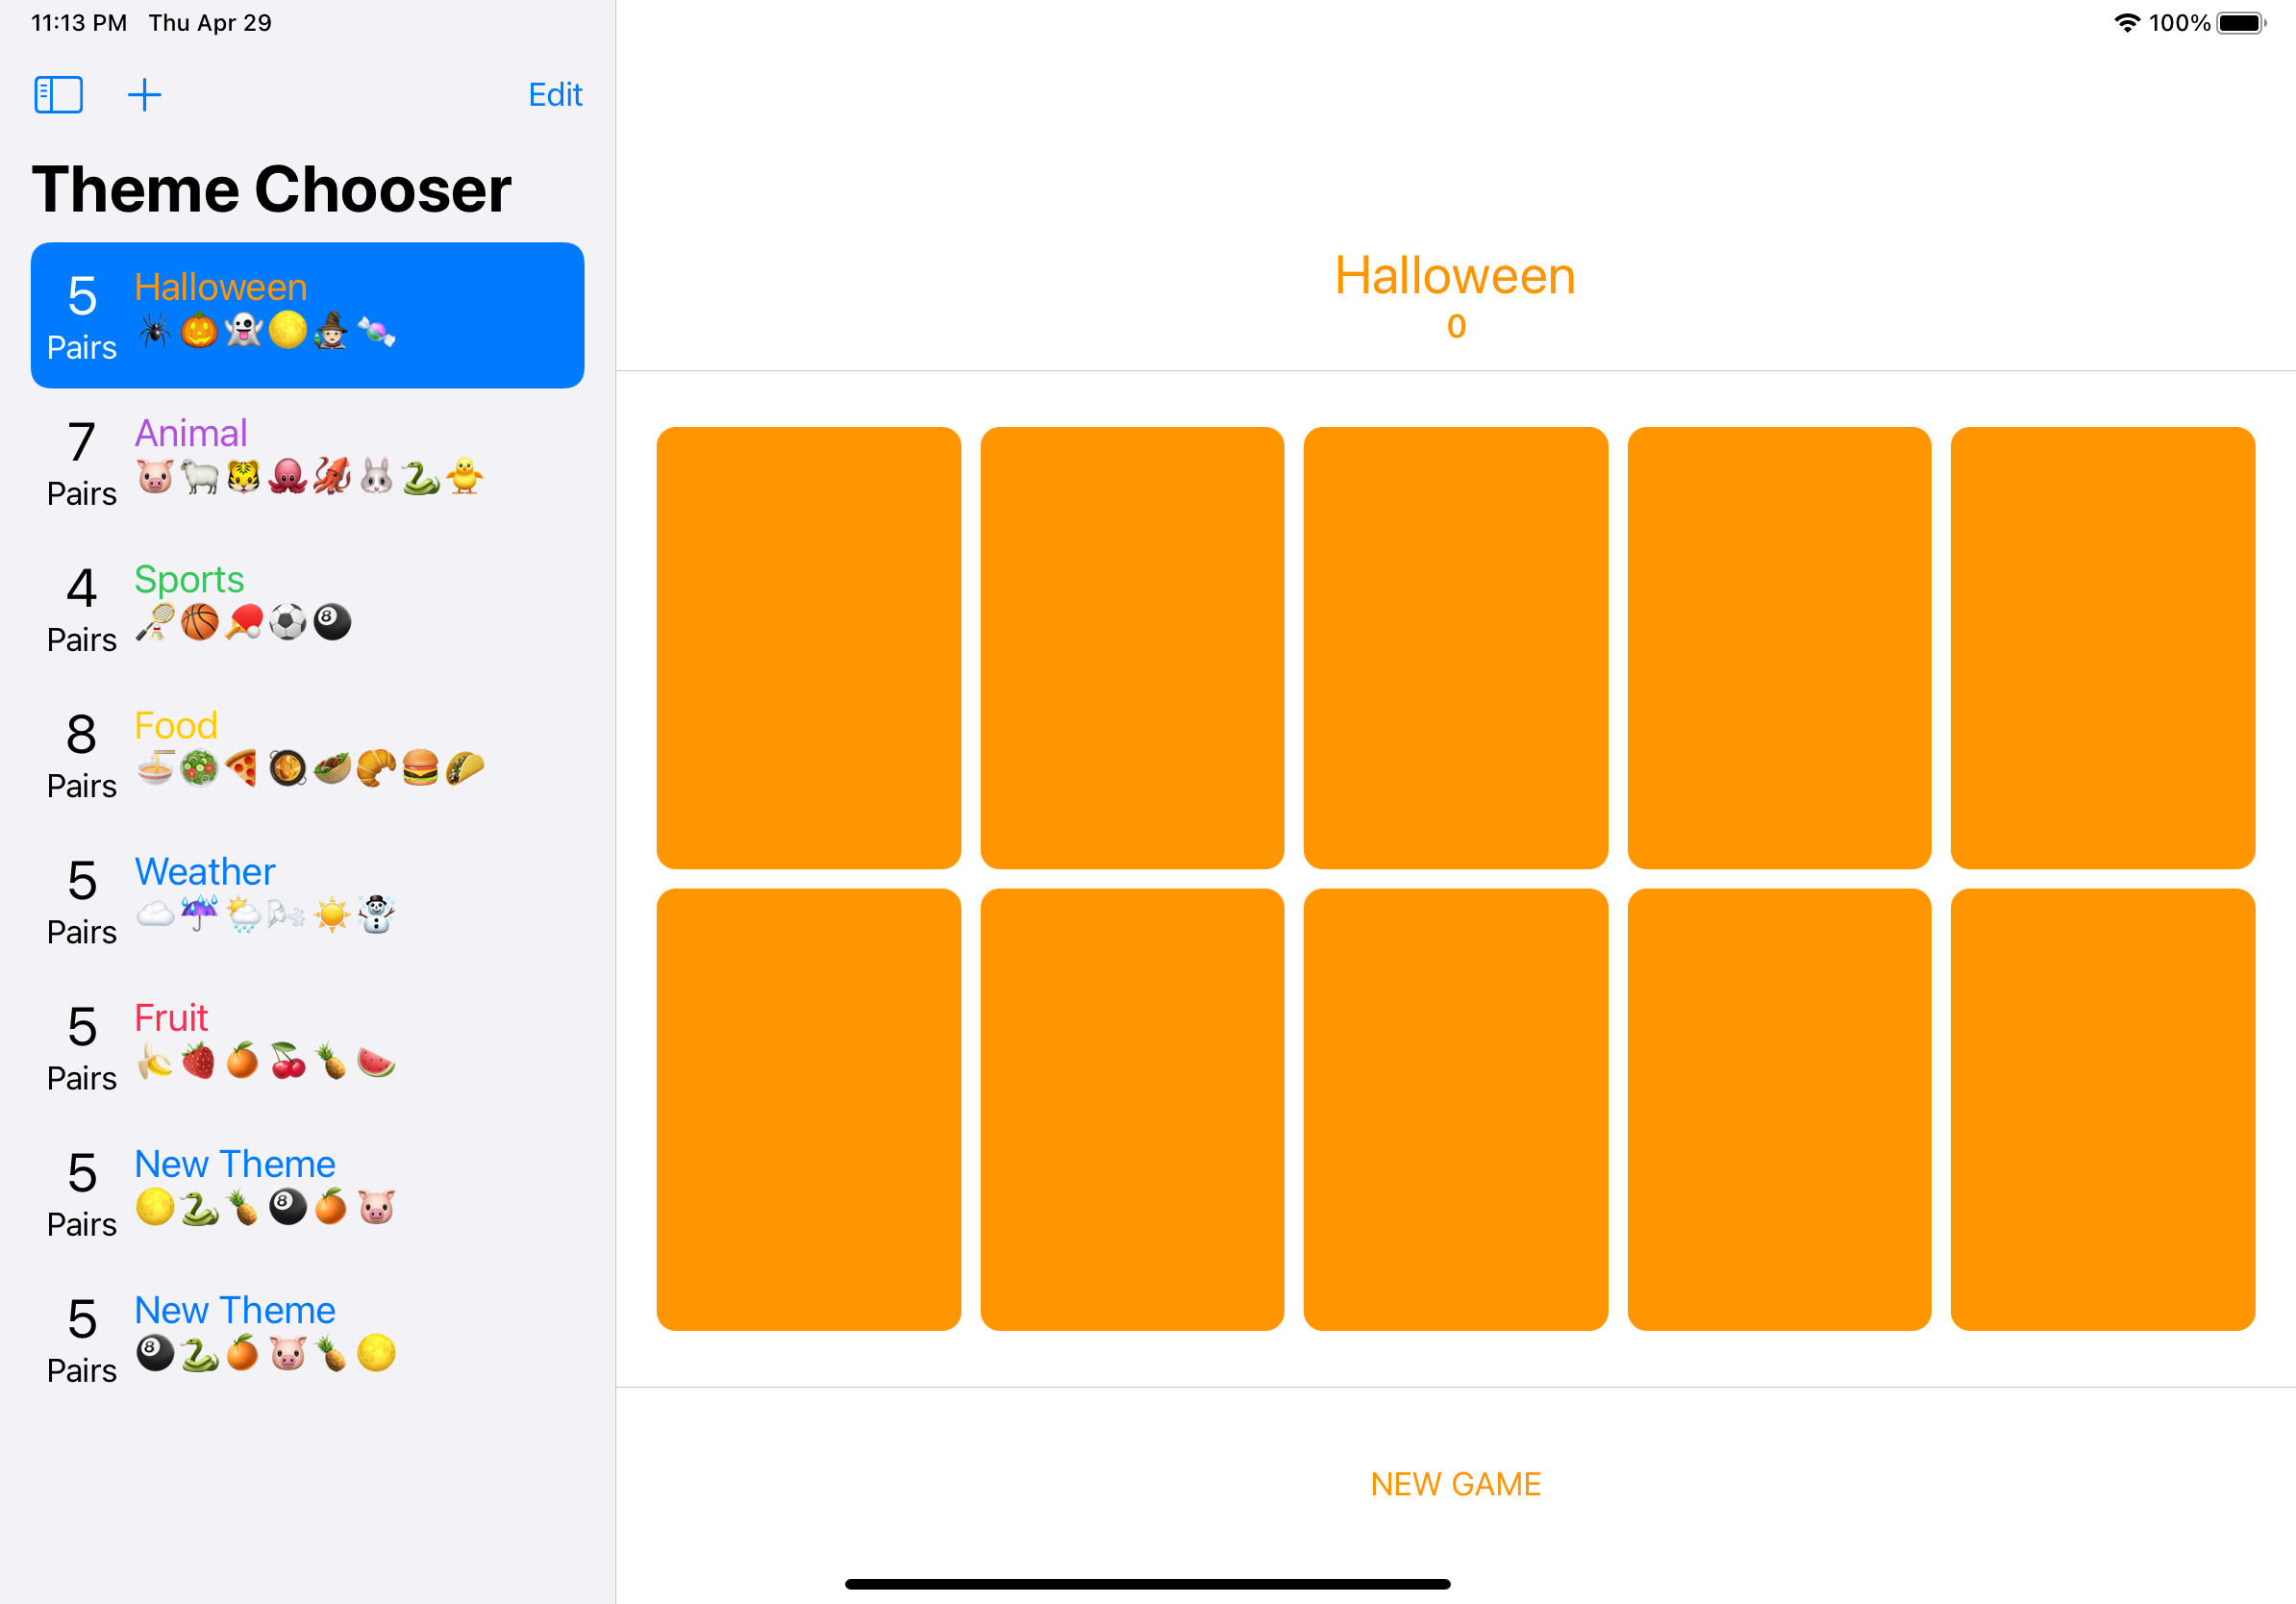 11:13 PM Thu Apr 29
100%
Edit
Theme Chooser
5 Pairs
Halloween
🕷🎃👻🌕🧙🏻‍♂️🍬
7 Pairs
Animal
🐷🐑🐯🐙🦑🐰🐍🐥
4 Pairs
Sports
🏸🏀🏓⚽️🎱
8 Pairs
Food
🍜🥗🍕🥘🥙🥐🍔🌮
5 Pairs
Weather
☁️☔️🌦🌬☀️☃️
5 Pairs
Fruit
🍌🍓🍊🍒🍍🍉
5 Pairs
New Theme
🌕🐍🍍🎱🍊🐷
5 Pairs
New Theme
🎱🐍🍊🐷🍍🌕
Halloween
0
NEW GAME